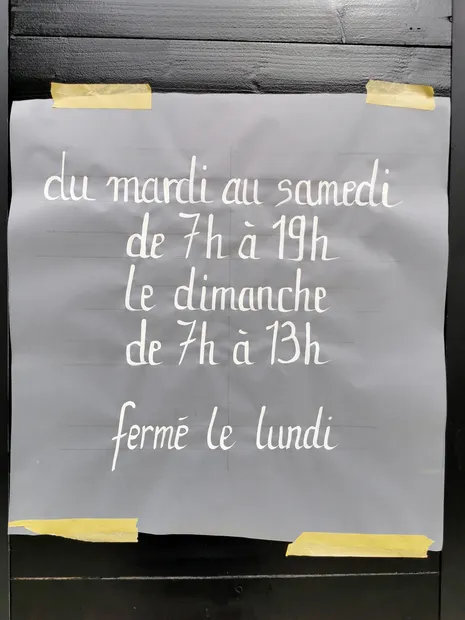 du mardi au samedi
de 7h à 19h
le dimanche
de 7h à 13h
fermé le lundi